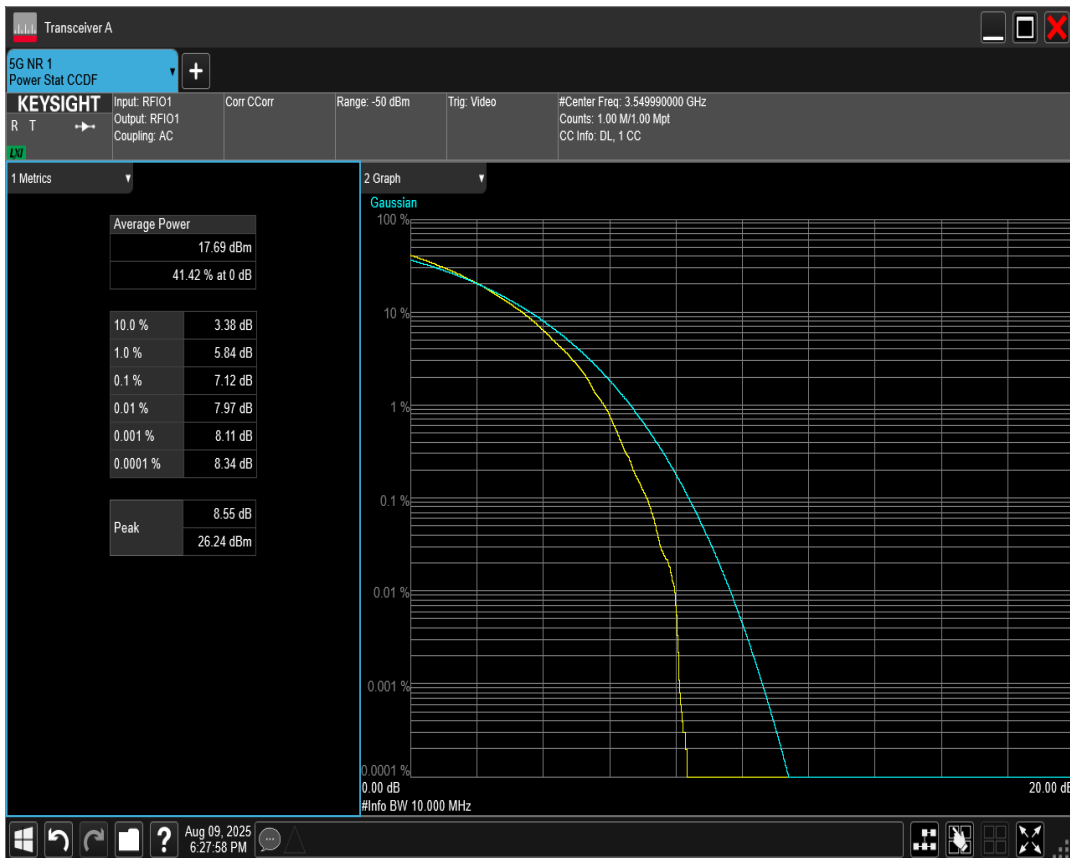 Transceiver A
5G NR 1
Power Stat CCDF
KEYSIGHT
R T
LXI
Input: RFIO1
Output: RFIO1
Coupling: AC
Corr CCorr
Range: -50 dBm
Trig: Video
#Center Freq: 3.549990000 GHz
Counts: 1.00 M/1.00 Mpt
CC Info: DL, 1 CC
1 Metrics
Average Power
17.69 dBm
41.42 % at 0 dB
10.0 % 3.38 dB
1.0 % 5.84 dB
0.1 % 7.12 dB
0.01 % 7.97 dB
0.001 % 8.11 dB
0.0001 % 8.34 dB
Peak 8.55 dB
26.24 dBm
2 Graph
Gaussian
100 %
10 %
1 %
0.1 %
0.01 %
0.001 %
0.0001 %
0.00 dB 20.00 dB
#Info BW 10.000 MHz
? Aug 09, 2025
6:27:58 PM